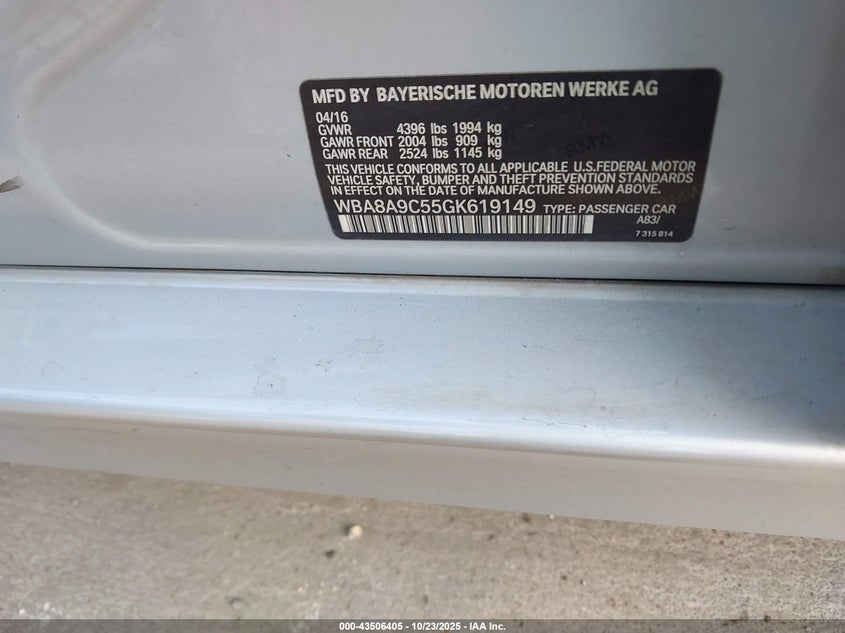 MFD BY BAYERISCHE MOTOREN WERKE AG
04/16
GVWR 4396 lbs 1994 kg
GAWR FRONT 2004 lbs 909 kg
GAWR REAR 2524 lbs 1145 kg
THIS VEHICLE CONFORMS TO ALL APPLICABLE U.S.FEDERAL MOTOR
VEHICLE SAFETY, BUMPER AND THEFT PREVENTION STANDARDS
IN EFFECT ON THE DATE OF MANUFACTURE SHOWN ABOVE.
WBA8A9C55GK619149 TYPE: PASSENGER CAR
A83/
7 315 814
000-43506405 - 10/23/2025 - IAA Inc.